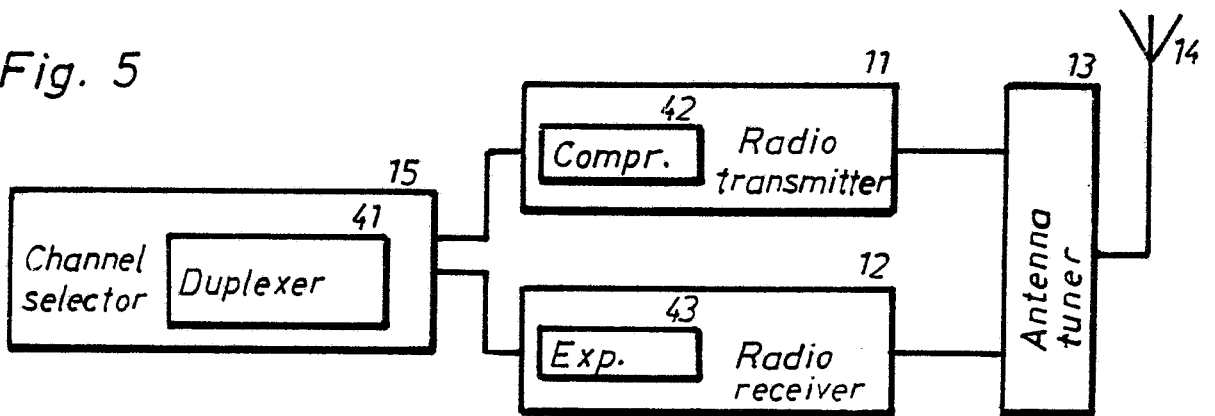 Fig. 5
11
13
14
42
Compr.
Radio
transmitter
15
41
Channel
selector
Duplexer
12
43
Exp.
Radio
receiver
Antenna
tuner